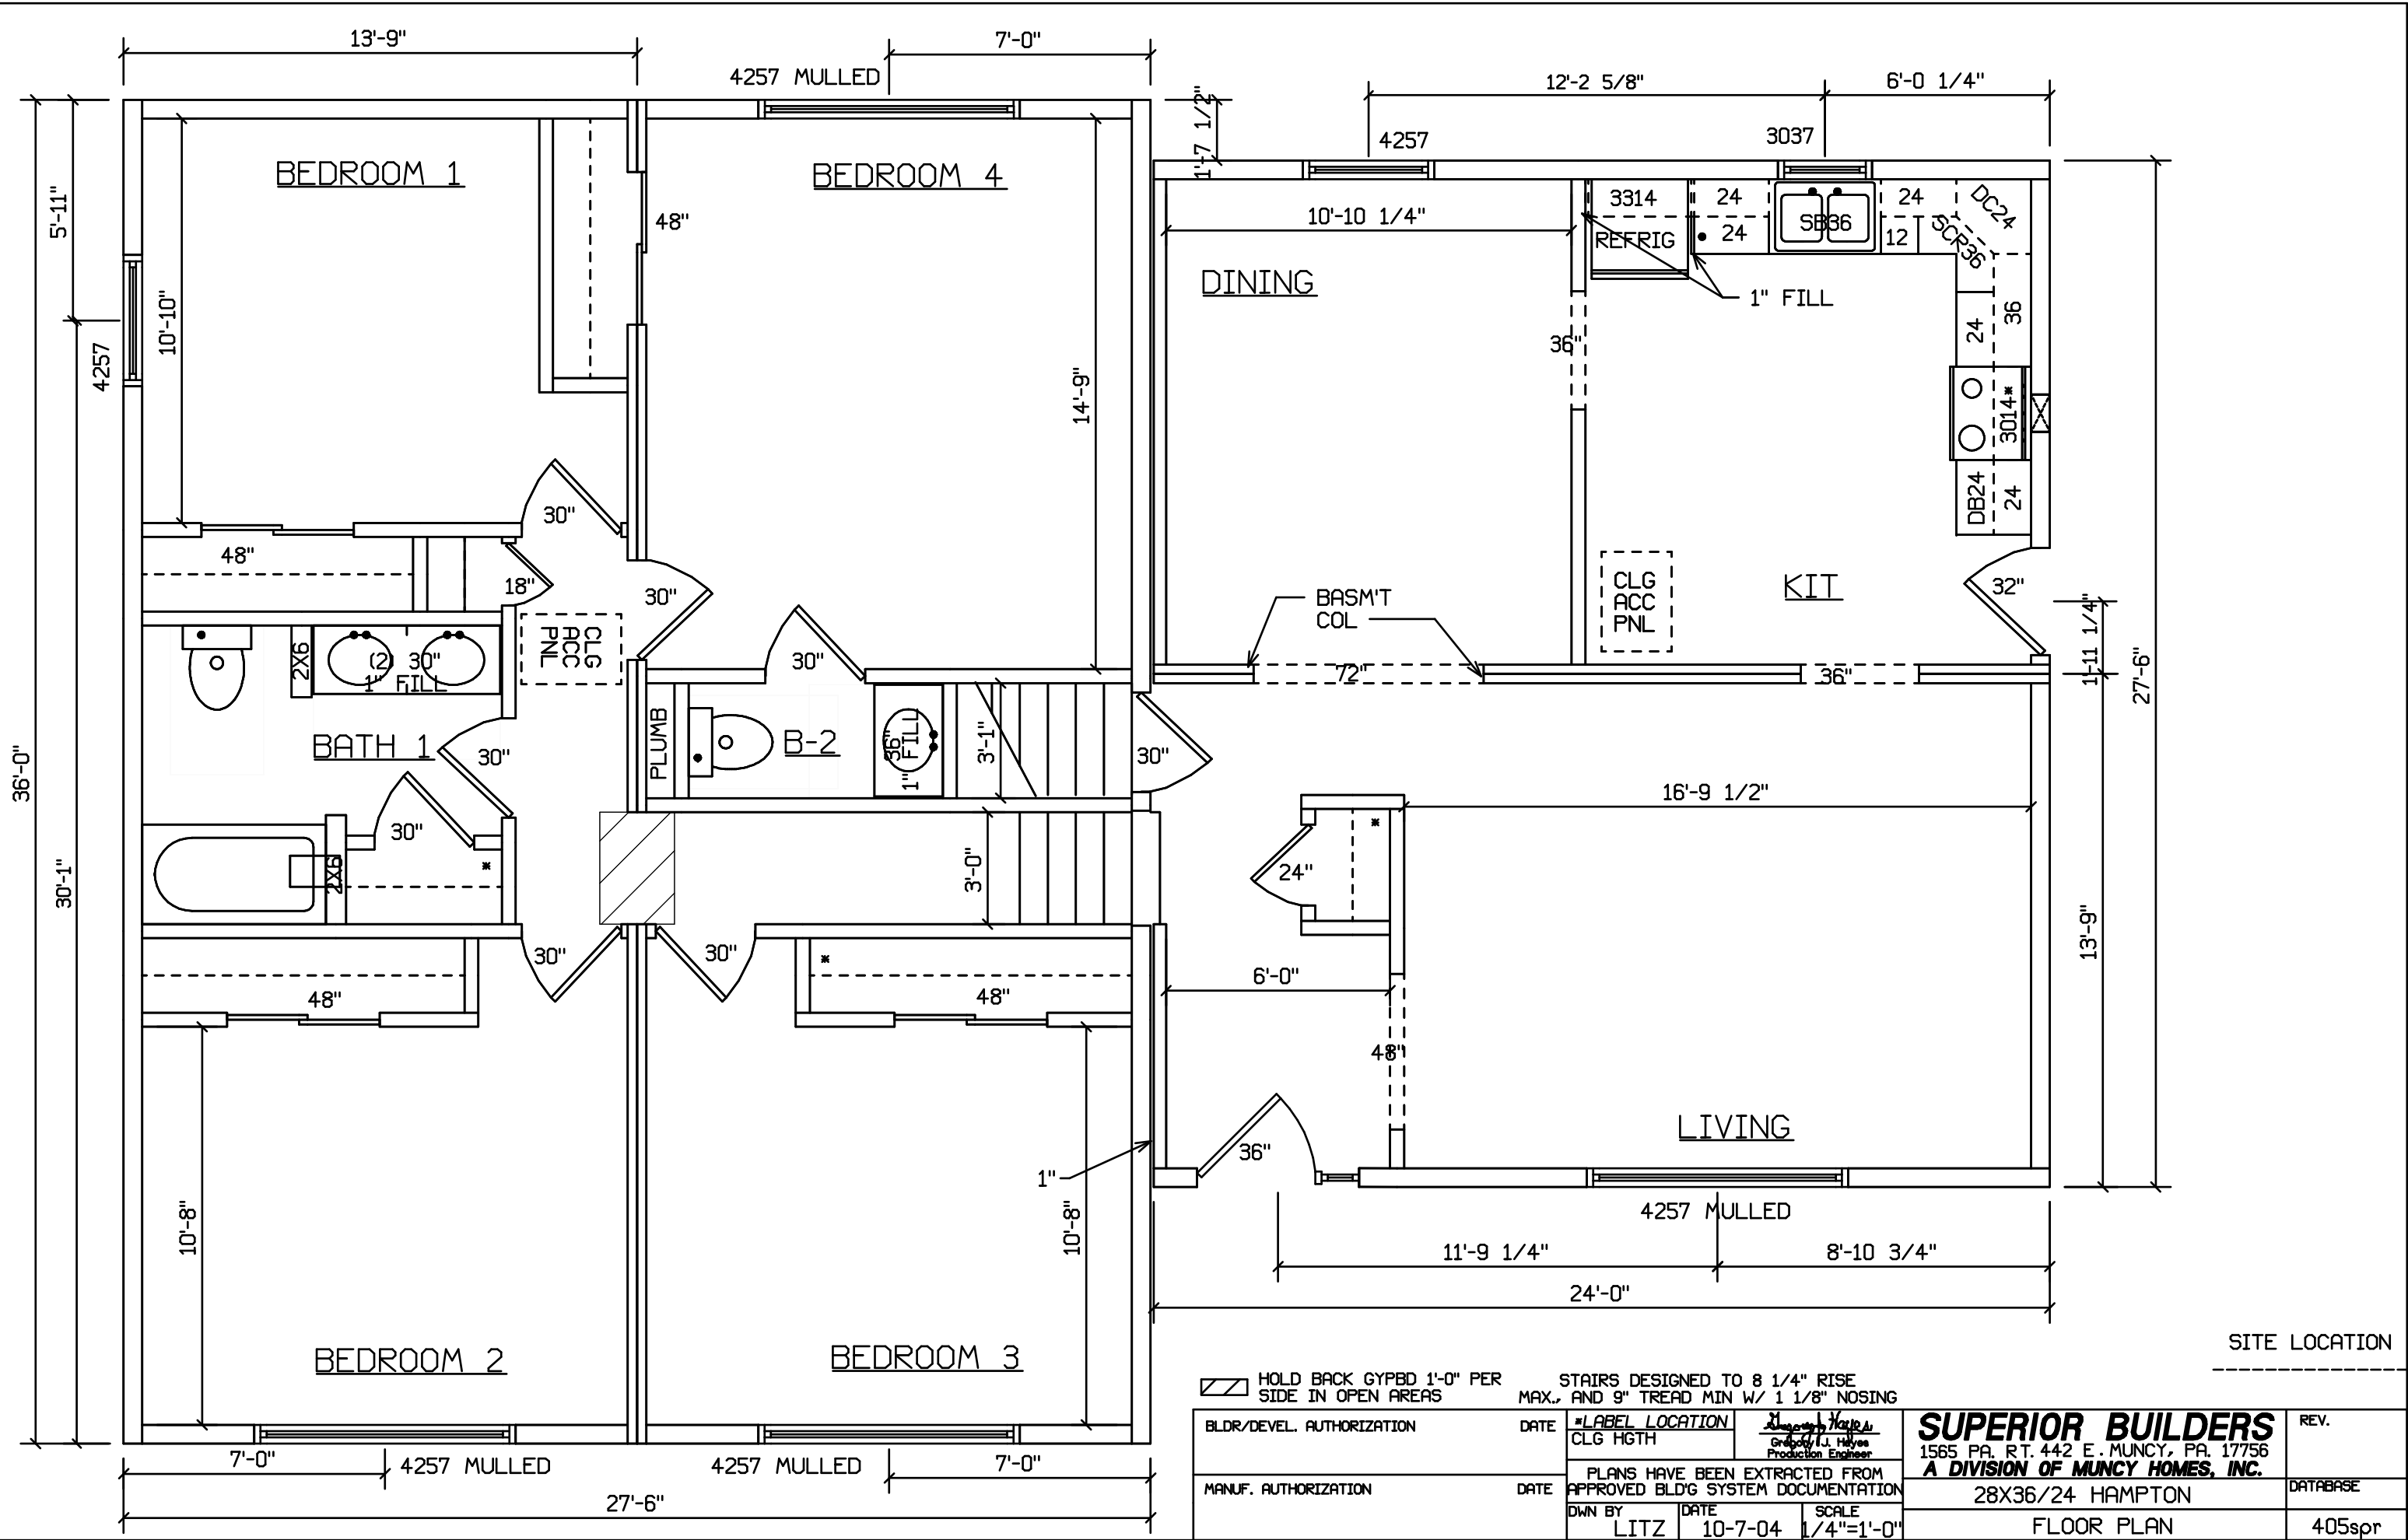 13'-9"
7'-0"
4257 MULLED
12'-2 5/8"
6'-0 1/4"
1'-7 1/2"
4257
3037
5'-11"
10'-10"
4257
36'-0"
30'-1"
BEDROOM 1
BEDROOM 4
48"
14'-9"
10'-10 1/4"
DINING
3314
REFRIG
24
24
SB36
24
12
DC24
SCR36
1" FILL
36"
36
24
3014*
DB24
24
30"
48"
18"
30"
CLG
ACC
PNL
BASM'T
COL
CLG
ACC
PNL
KIT
32"
1'-11 1/4"
27'-6"
2X6
(2) 30"
1" FILL
30"
72"
36"
BATH 1
30"
PLUMB
B-2
36"
1" FILL
3'-1"
30"
16'-9 1/2"
30"
2X6
*
3'-0"
24"
*
13'-9"
30"
30"
*
48"
48"
6'-0"
48"
LIVING
36"
1"
10'-8"
10'-8"
4257 MULLED
11'-9 1/4"
8'-10 3/4"
24'-0"
BEDROOM 2
BEDROOM 3
7'-0"
4257 MULLED
4257 MULLED
7'-0"
27'-6"
SITE LOCATION
HOLD BACK GYPBD 1'-0" PER
SIDE IN OPEN AREAS
STAIRS DESIGNED TO 8 1/4" RISE
MAX., AND 9" TREAD MIN W/ 1 1/8" NOSING
BLDR/DEVEL. AUTHORIZATION DATE
MANUF. AUTHORIZATION DATE
*LABEL LOCATION
CLG HGTH
Gregory J. Hayes
Gregory J. Hayes
Production Engineer
PLANS HAVE BEEN EXTRACTED FROM
APPROVED BLD'G SYSTEM DOCUMENTATION
DWN BY
LITZ
DATE
10-7-04
SCALE
1/4"=1'-0"
SUPERIOR BUILDERS
1565 PA. RT. 442 E. MUNCY, PA. 17756
A DIVISION OF MUNCY HOMES, INC.
28X36/24 HAMPTON
FLOOR PLAN
REV.
DATABASE
405spr